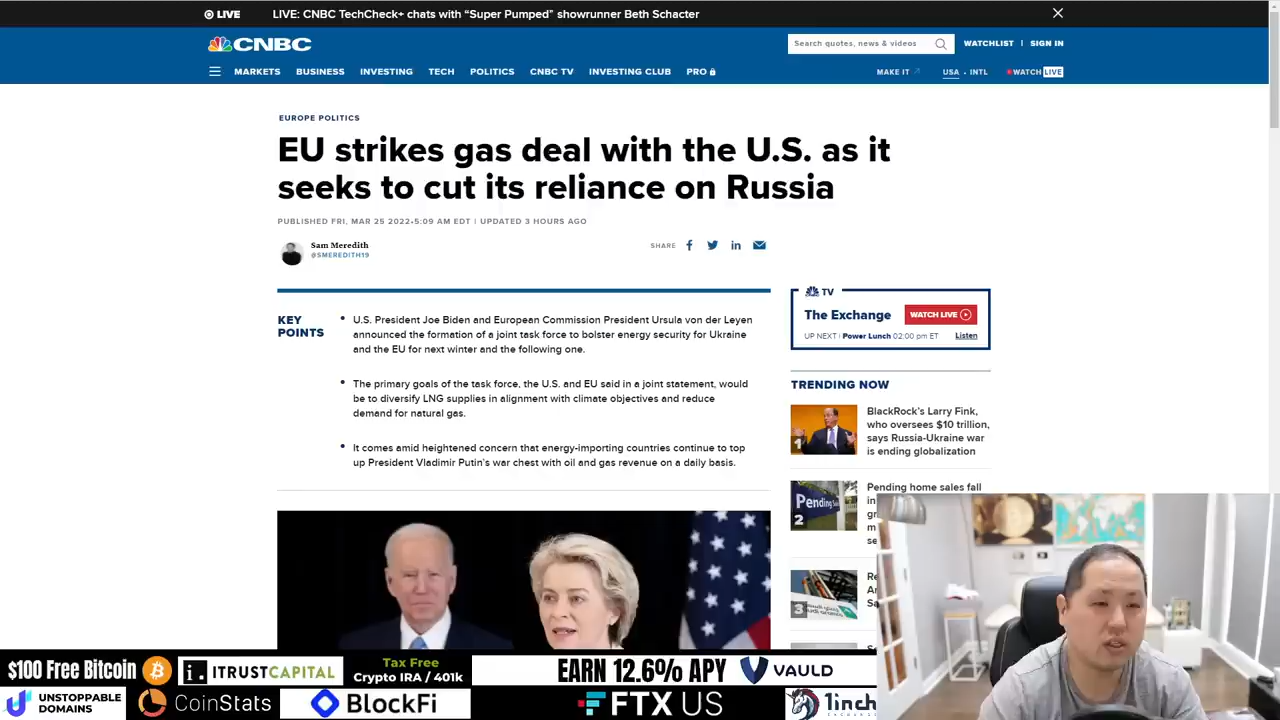 LIVE
LIVE: CNBC TechCheck+ chats with “Super Pumped” showrunner Beth Schacter
CNBC
Search quotes, news & videos
WATCHLIST
SIGN IN
MARKETS
BUSINESS
INVESTING
TECH
POLITICS
CNBC TV
INVESTING CLUB
PRO
MAKE IT
USA • INTL
WATCH LIVE
EUROPE POLITICS
EU strikes gas deal with the U.S. as it
seeks to cut its reliance on Russia
PUBLISHED FRI, MAR 25 2022•5:09 AM EDT | UPDATED 3 HOURS AGO
Sam Meredith
@SMEREDITH19
SHARE
KEY
POINTS
• U.S. President Joe Biden and European Commission President Ursula von der Leyen
announced the formation of a joint task force to bolster energy security for Ukraine
and the EU for next winter and the following one.
• The primary goals of the task force, the U.S. and EU said in a joint statement, would
be to diversify LNG supplies in alignment with climate objectives and reduce
demand for natural gas.
• It comes amid heightened concern that energy-importing countries continue to top
up President Vladimir Putin’s war chest with oil and gas revenue on a daily basis.
TV
The Exchange
WATCH LIVE
UP NEXT | Power Lunch 02:00 pm ET
Listen
TRENDING NOW
1
BlackRock’s Larry Fink,
who oversees $10 trillion,
says Russia-Ukraine war
is ending globalization
Pending
2
Pending home sales fall
in
3
$100 Free Bitcoin
ITRUSTCAPITAL
Tax Free
Crypto IRA / 401k
EARN 12.6% APY
VAULD
UNSTOPPABLE
DOMAINS
CoinStats
BlockFi
FTX US
1inch